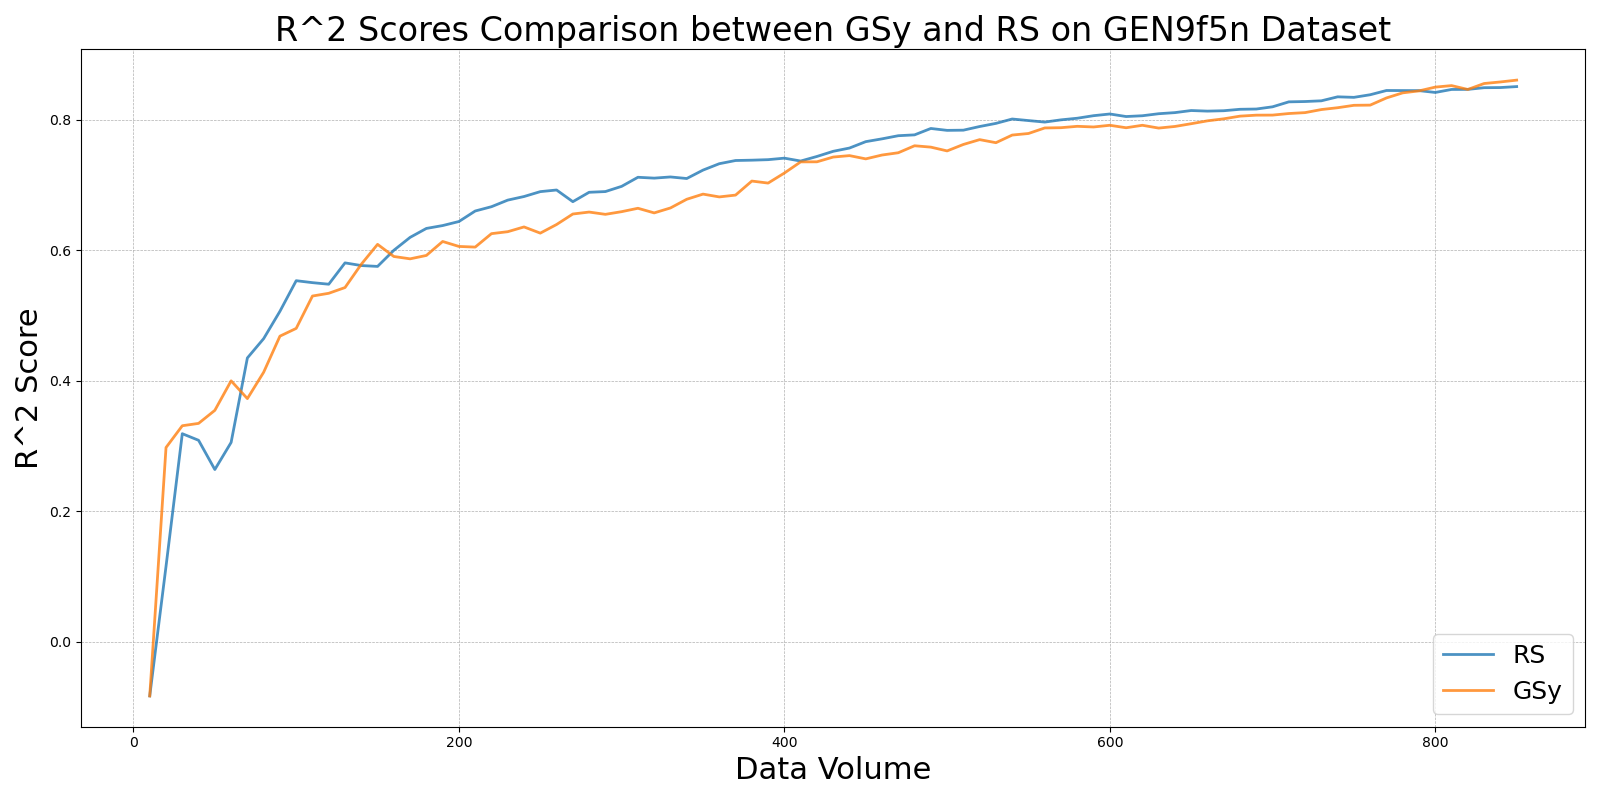 R^2 Scores Comparison between GSy and RS on GEN9f5n Dataset
R^2 Score
0.8
0.6
0.4
0.2
0.0
0 200 400 600 800
Data Volume
RS
GSy